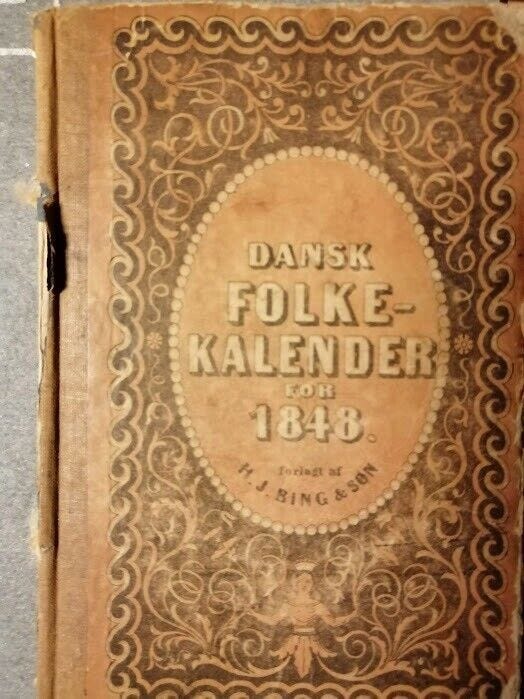 DANSK
FOLKE-
KALENDER
FOR
1848.
forlagt af
H. J. BING & SØN